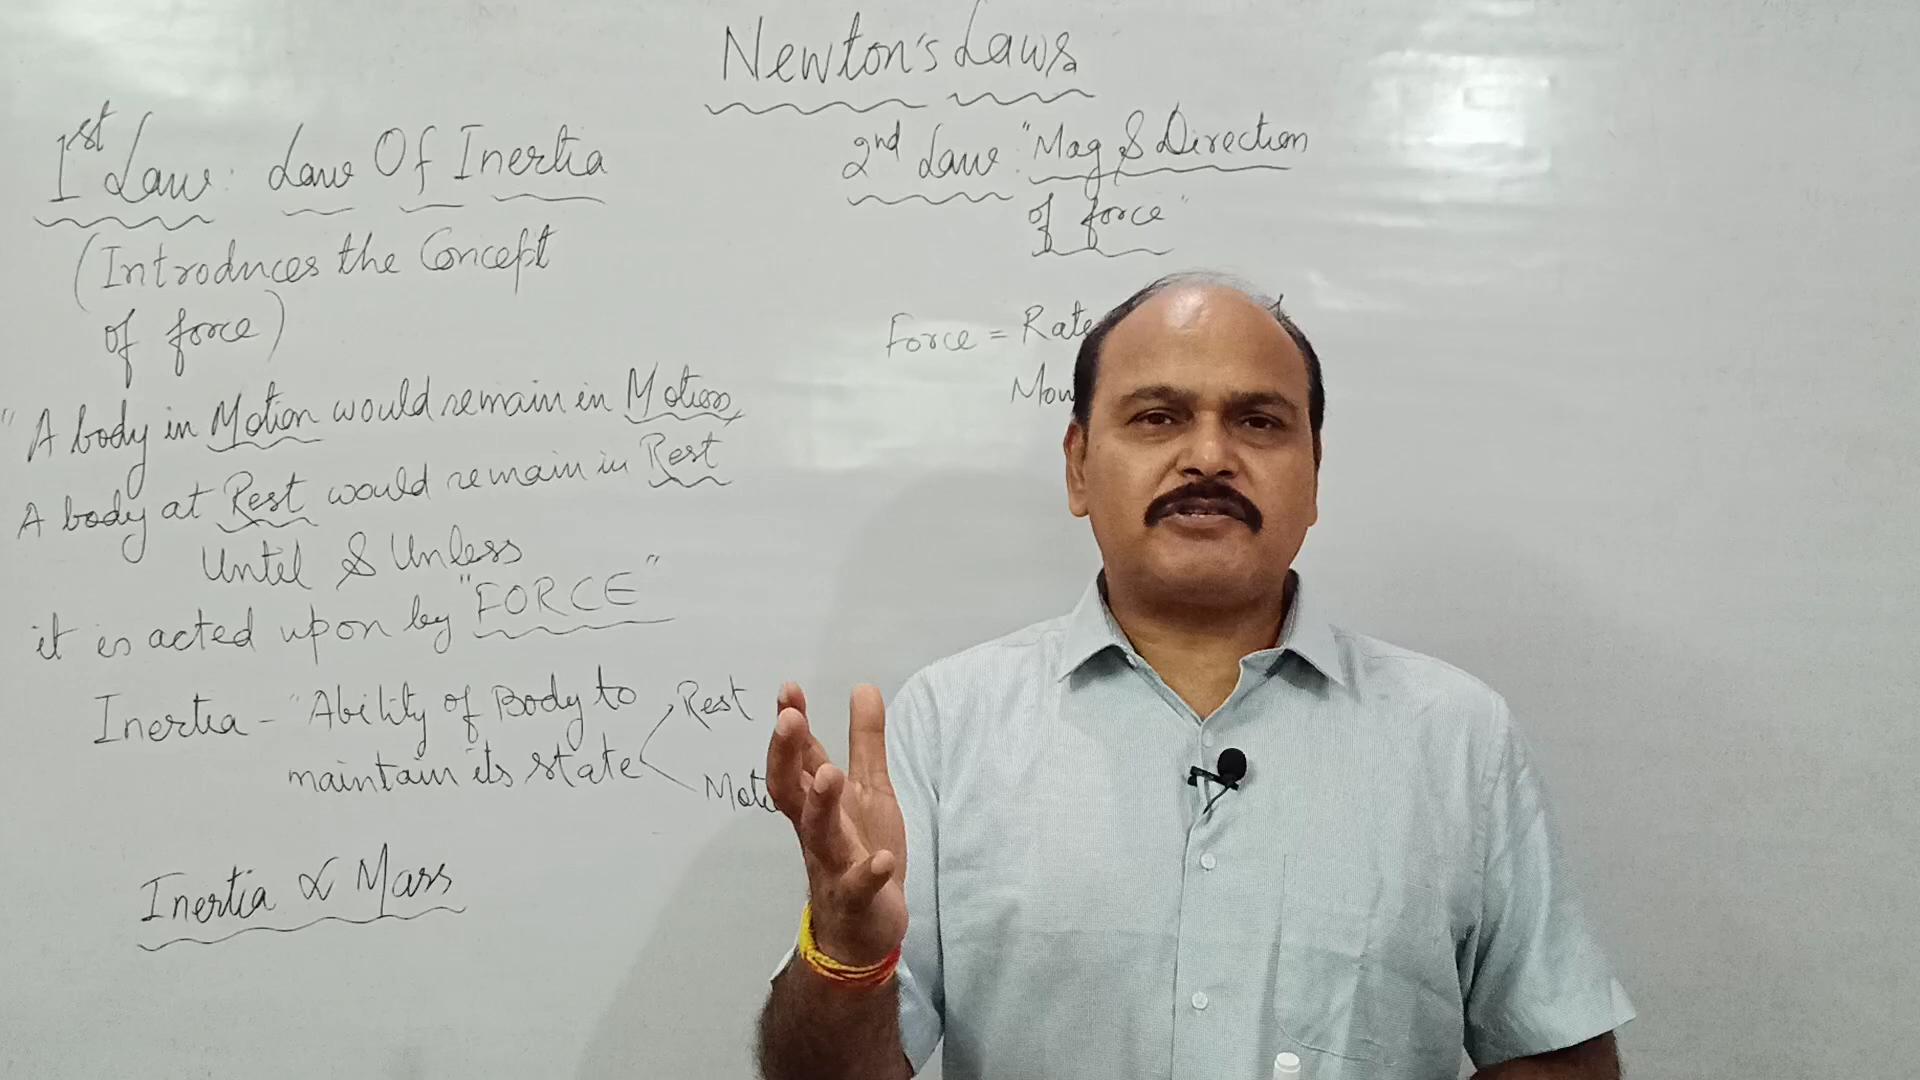 Newton's Laws
1st Law: Law Of Inertia
(Introduces the Concept
of force)
"A body in Motion would remain in Motion,
A body at Rest would remain in Rest
Until & Unless
it is acted upon by "FORCE"
Inertia - "Ability of Body to
maintain its state
Rest
Inertia ∝ Mass
2nd Law: "Mag & Direction
of force"
Force = Rate